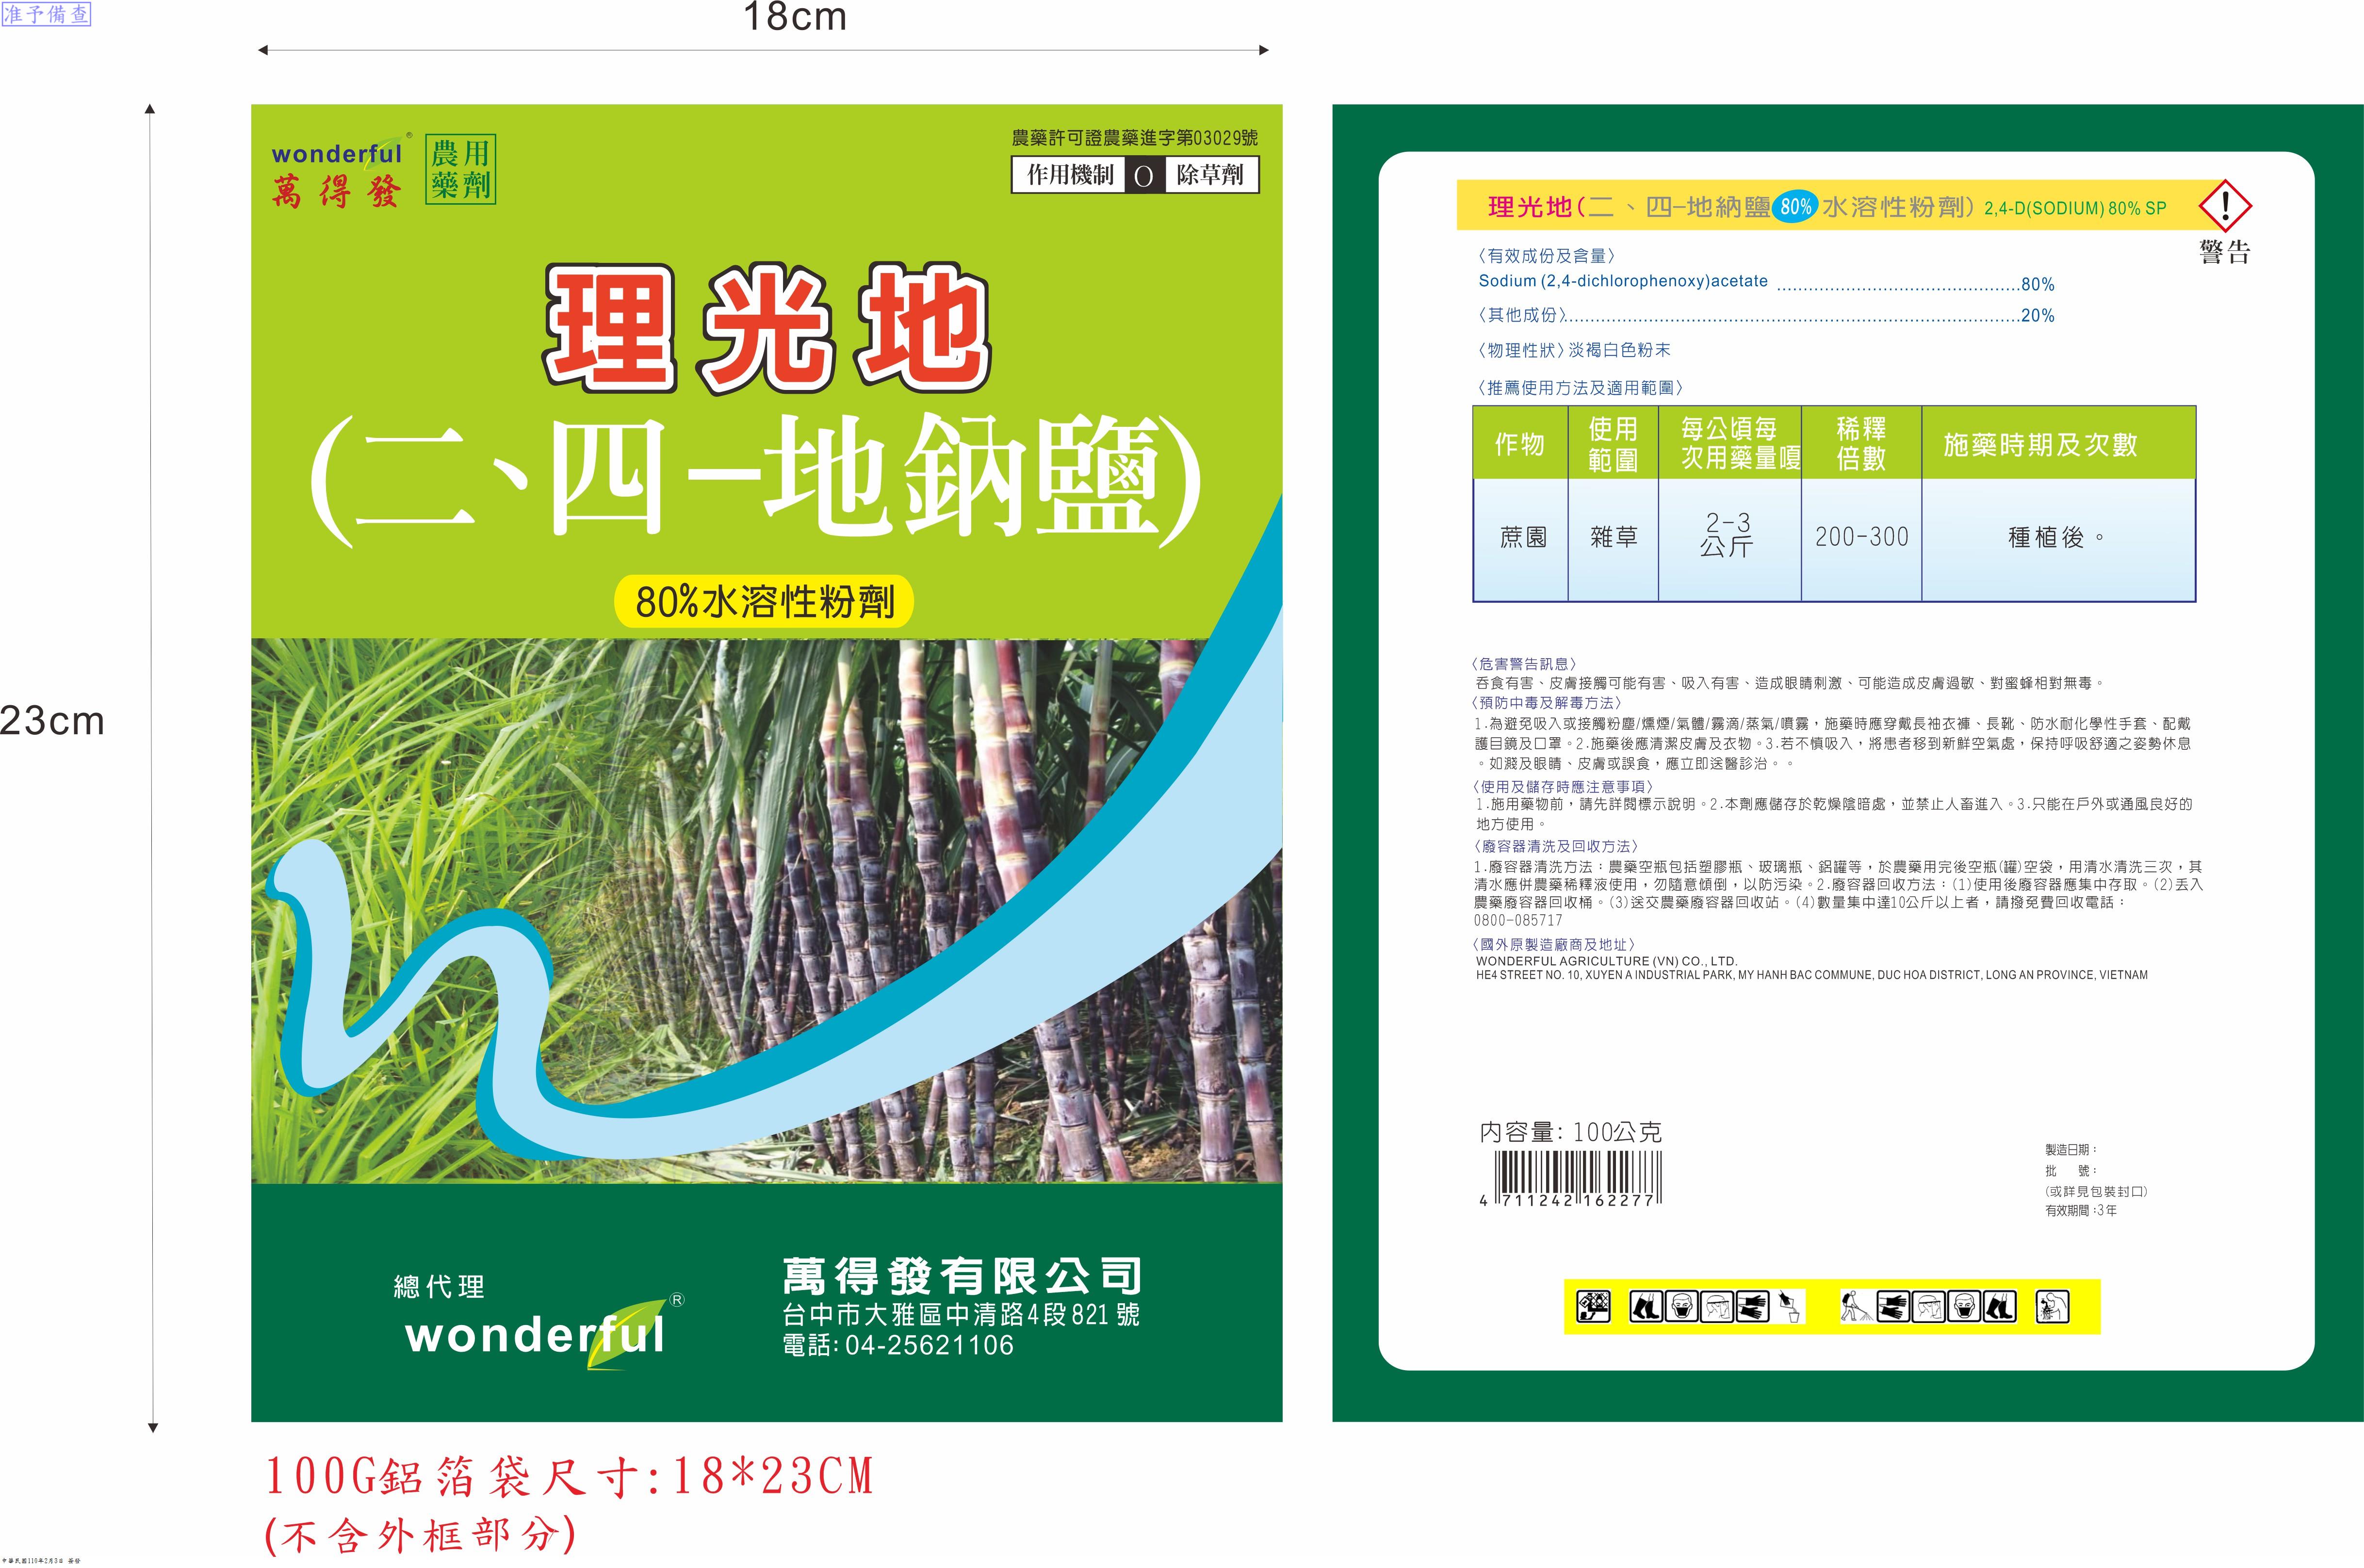 准予備查
18cm
23cm
wonderful®
萬得發
農用
藥劑
農藥許可證農藥進字第03029號
作用機制 O 除草劑
理光地
(二、四-地鈉鹽)
80%水溶性粉劑
總代理
wonderful®
萬得發有限公司
台中市大雅區中清路4段821號
電話:04-25621106
100G鋁箔袋尺寸:18*23CM
(不含外框部分)
中華民國110年2月3日
理光地(二、四-地納鹽80%水溶性粉劑) 2,4-D(SODIUM) 80% SP
警告
〈有效成份及含量〉
Sodium (2,4-dichlorophenoxy)acetate ..............................................80%
〈其他成份〉......................................................................................20%
〈物理性狀〉淡褐白色粉末
〈推薦使用方法及適用範圍〉
作物 使用範圍 每公頃每次用藥量嗄 稀釋倍數 施藥時期及次數
蔗園 雜草 2-3公斤 200-300 種植後。
〈危害警告訊息〉
吞食有害、皮膚接觸可能有害、吸入有害、造成眼睛刺激、可能造成皮膚過敏、對蜜蜂相對無毒。
〈預防中毒及解毒方法〉
1.為避免吸入或接觸粉塵/燻煙/氣體/霧滴/蒸氣/噴霧，施藥時應穿戴長袖衣褲、長靴、防水耐化學性手套、配戴
護目鏡及口罩。2.施藥後應清潔皮膚及衣物。3.若不慎吸入，將患者移到新鮮空氣處，保持呼吸舒適之姿勢休息
。如濺及眼睛、皮膚或誤食，應立即送醫診治。。
〈使用及儲存時應注意事項〉
1.施用藥物前，請先詳閱標示說明。2.本劑應儲存於乾燥陰暗處，並禁止人畜進入。3.只能在戶外或通風良好的
地方使用。
〈廢容器清洗及回收方法〉
1.廢容器清洗方法：農藥空瓶包括塑膠瓶、玻璃瓶、鋁罐等，於農藥用完後空瓶(罐)空袋，用清水清洗三次，其
清水應併農藥稀釋液使用，勿隨意傾倒，以防污染。2.廢容器回收方法：(1)使用後廢容器應集中存取。(2)丟入
農藥廢容器回收桶。(3)送交農藥廢容器回收站。(4)數量集中達10公斤以上者，請撥免費回收電話：
0800-085717
〈國外原製造廠商及地址〉
WONDERFUL AGRICULTURE (VN) CO., LTD.
HE4 STREET NO. 10, XUYEN A INDUSTRIAL PARK, MY HANH BAC COMMUNE, DUC HOA DISTRICT, LONG AN PROVINCE, VIETNAM
內容量: 100公克
4 711242 162277
製造日期：
批 號：
(或詳見包裝封口)
有效期間:3年